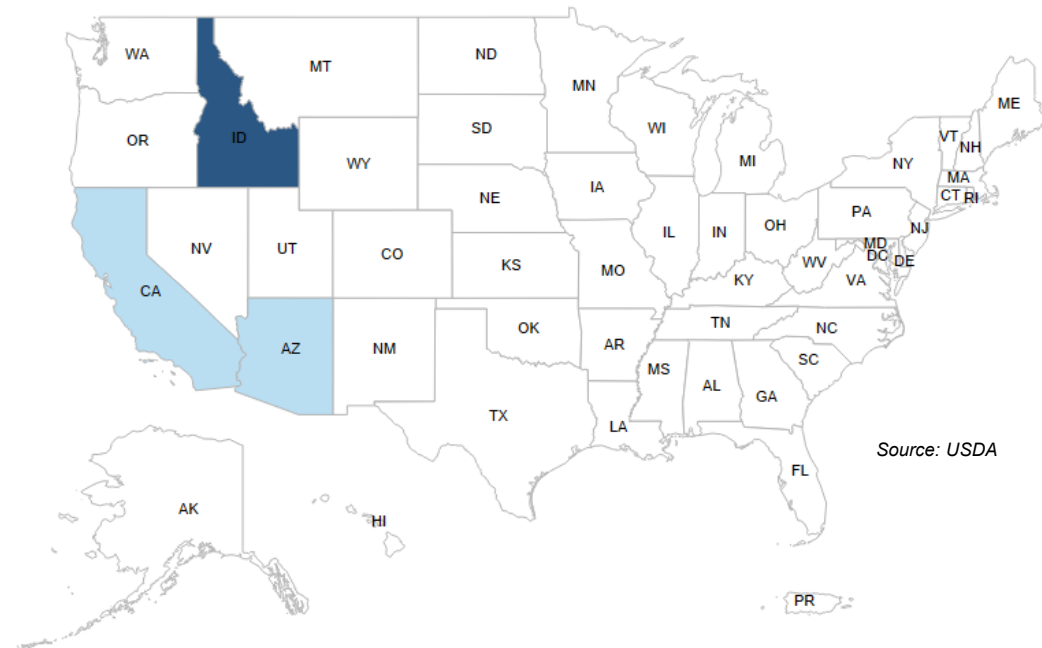 WA
MT
ND
MN
ME
OR
ID
SD
WI
MI
VT
NH
NY
MA
CT
RI
WY
IA
NE
PA
NJ
NV
UT
CO
IL
IN
OH
MD
DC
DE
KS
MO
WV
VA
KY
CA
AZ
NM
OK
AR
TN
NC
SC
MS
AL
GA
TX
LA
FL
Source: USDA
AK
HI
PR